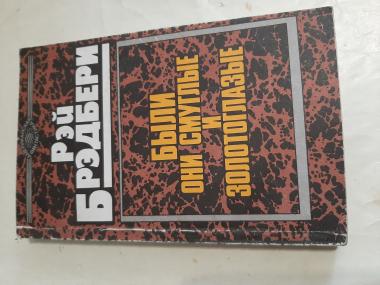 РЭЙ
БРЭДБЕРИ
БЫЛИ
ОНИ СМУГЛЫЕ
И
ЗОЛОТОГЛАЗЫЕ